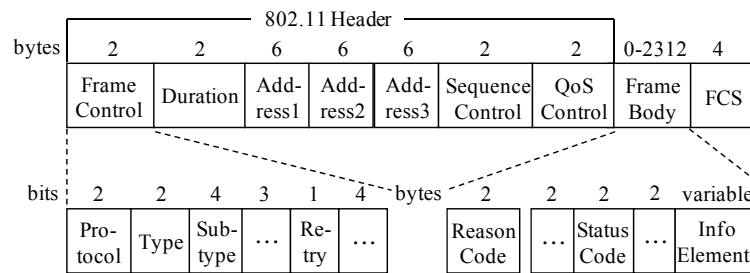 802.11 Header
bytes 2 2 6 6 6 2 2 0-2312 4
Frame Control Duration Add-ress1 Add-ress2 Add-ress3 Sequence Control QoS Control Frame Body FCS
bits 2 2 4 3 1 4 bytes 2 2 2 2 variable
Pro-tocol Type Sub-type ... Re-try ... Reason Code ... Status Code ... Info Element